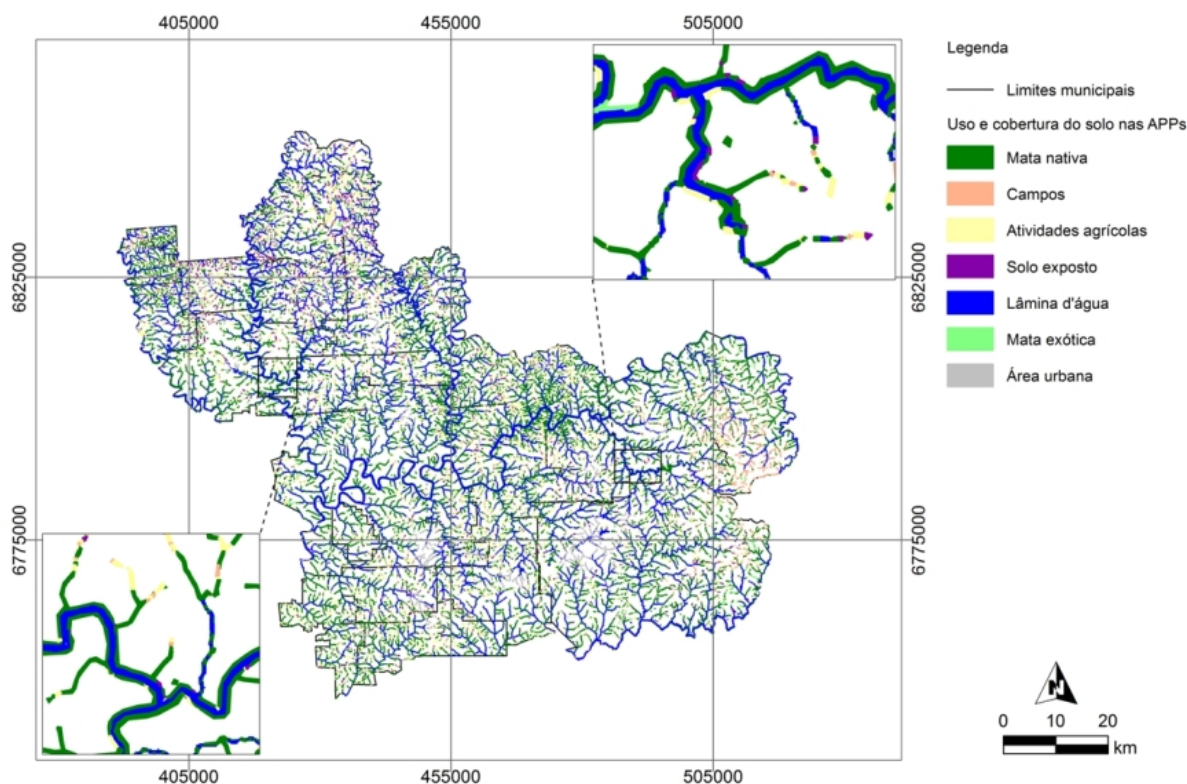 405000
455000
505000
Legenda
Limites municipais
Uso e cobertura do solo nas APPs
Mata nativa
Campos
Atividades agrícolas
Solo exposto
Lâmina d'água
Mata exótica
Área urbana
6825000
6825000
6775000
6775000
N
0 10 20
km
405000
455000
505000